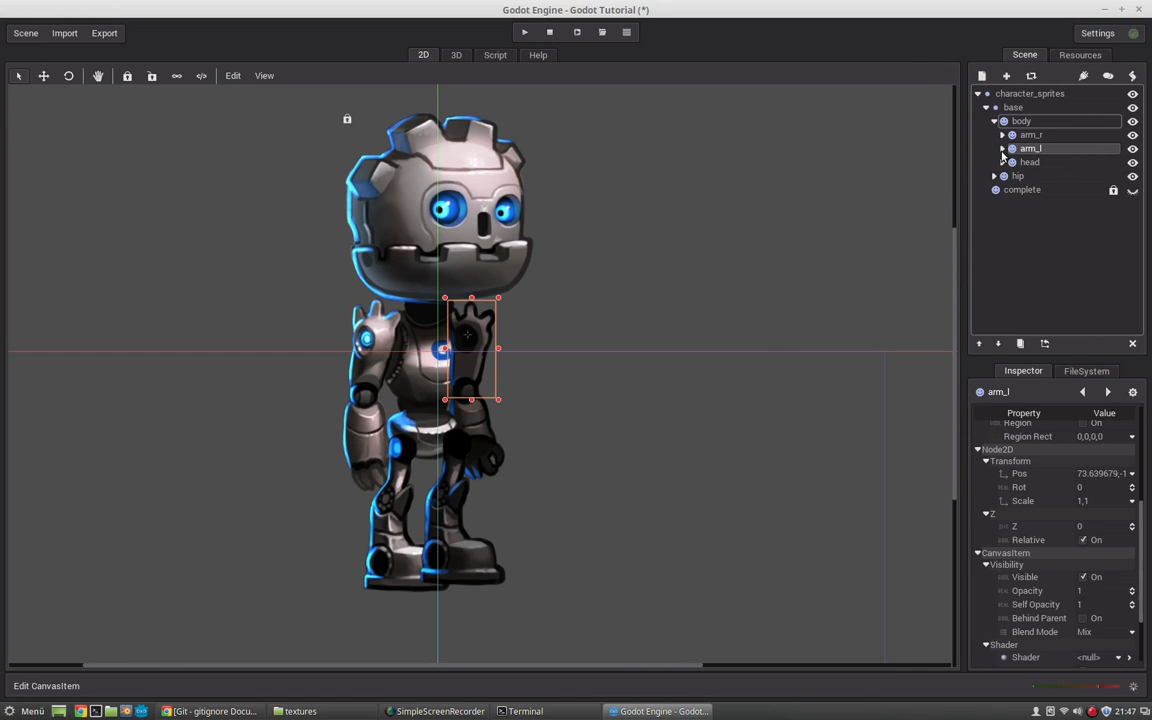 Godot Engine - Godot Tutorial (*)
Scene Import Export
Settings
2D 3D Script Help
Scene Resources
Edit View
character_sprites
base
body
arm_r
arm_l
head
hip
complete
Inspector FileSystem
arm_l
Property Value
Region On
Region Rect 0,0,0,0
Node2D
Transform
Pos 73.639679,-1
Rot 0
Scale 1,1
Z
Z 0
Relative On
CanvasItem
Visibility
Visible On
Opacity 1
Self Opacity 1
Behind Parent On
Blend Mode Mix
Shader
Shader <null>
Edit CanvasItem
Menü [Git - gitignore Docu... textures SimpleScreenRecorder Terminal Godot Engine - Godot... 21:47